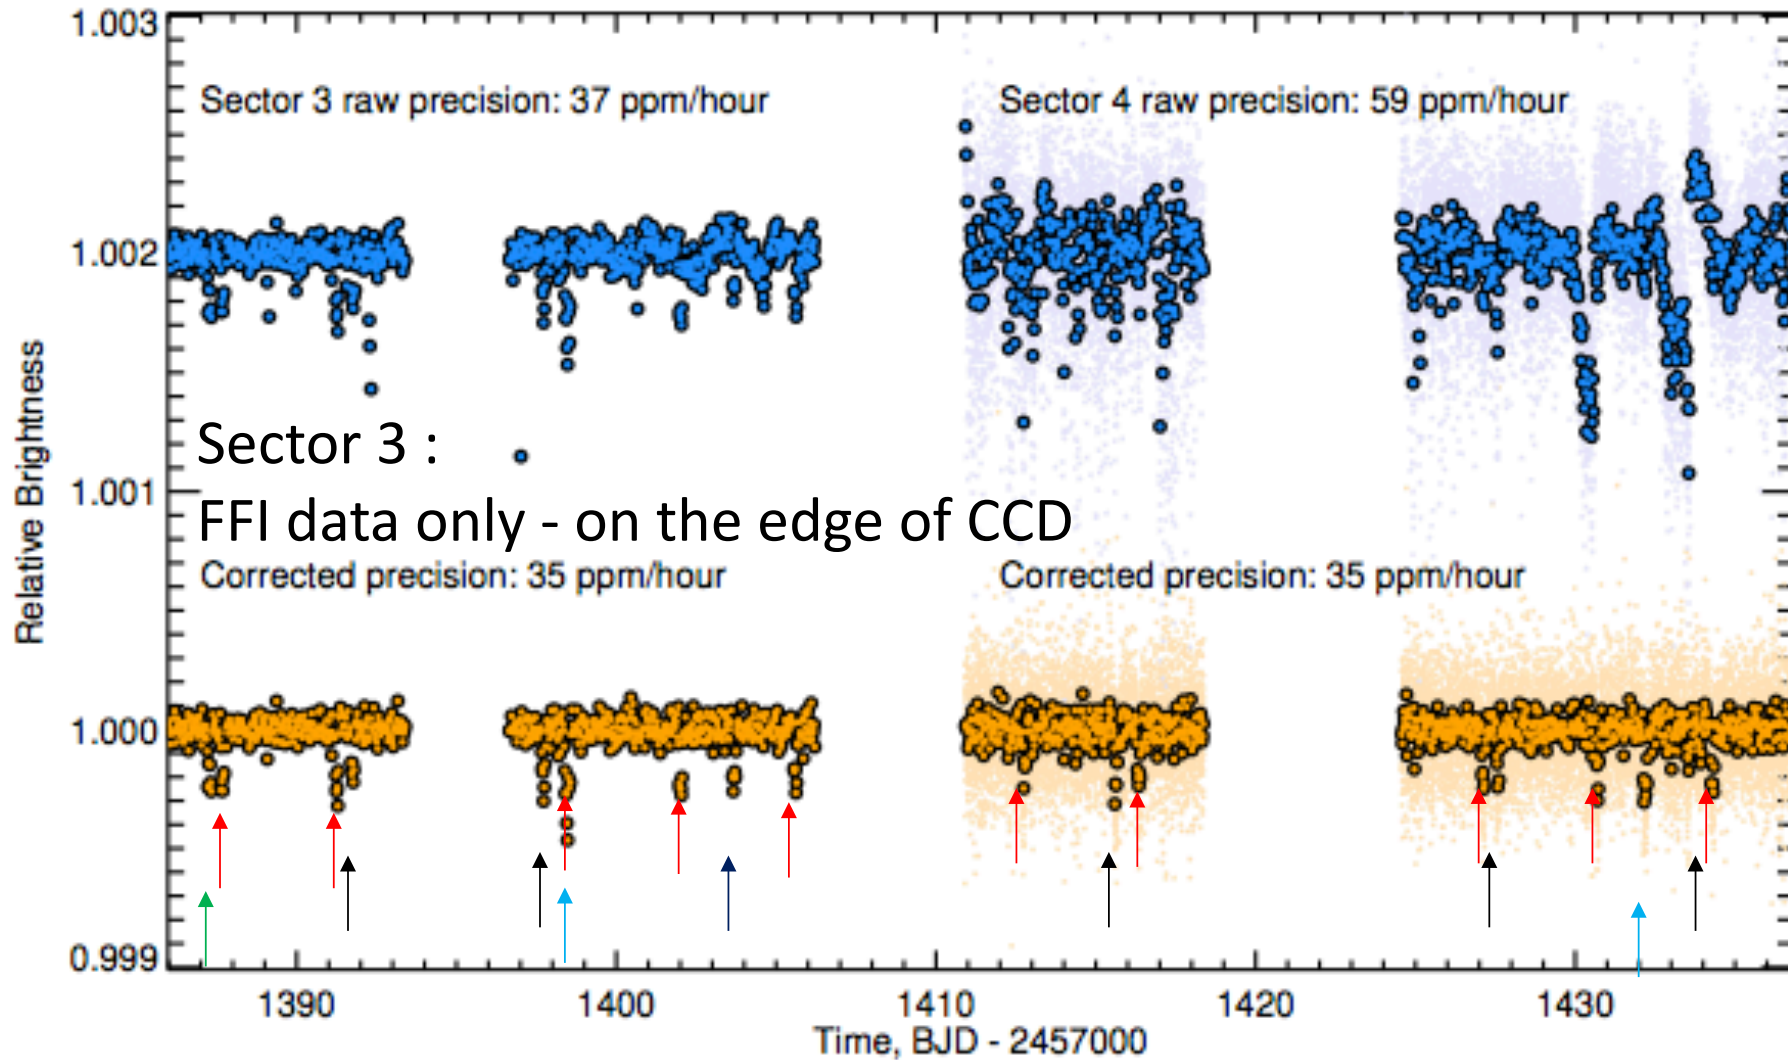 1.003
Sector 3 raw precision: 37 ppm/hour
Sector 4 raw precision: 59 ppm/hour
1.002
Sector 3 :
1.001
FFI data only - on the edge of CCD
Corrected precision: 35 ppm/hour
Corrected precision: 35 ppm/hour
1.000
0.999
Relative Brightness
1390
1400
1410
1420
1430
Time, BJD - 2457000